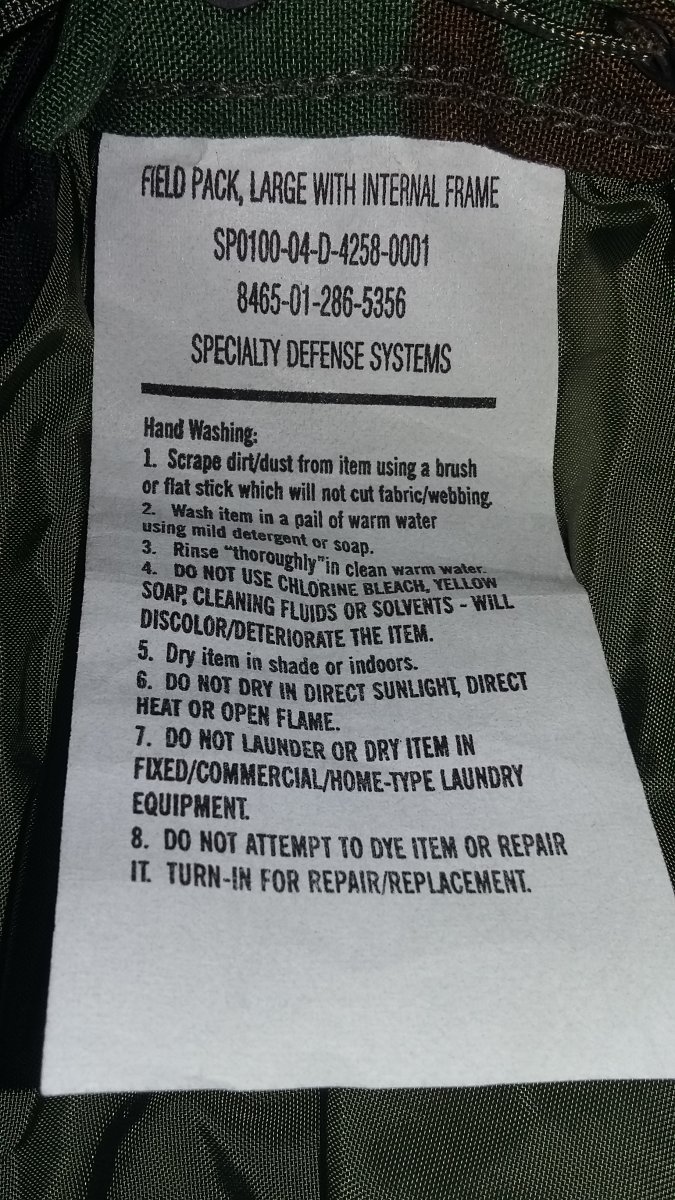 FIELD PACK, LARGE WITH INTERNAL FRAME
SP0100-04-D-4258-0001
8465-01-286-5356
SPECIALTY DEFENSE SYSTEMS
Hand Washing:
1. Scrape dirt/dust from item using a brush
or flat stick which will not cut fabric/webbing.
2. Wash item in a pail of warm water
using mild detergent or soap.
3. Rinse "thoroughly"in clean warm water.
4. DO NOT USE CHLORINE BLEACH, YELLOW
SOAP, CLEANING FLUIDS OR SOLVENTS - WILL
DISCOLOR/DETERIORATE THE ITEM.
5. Dry item in shade or indoors.
6. DO NOT DRY IN DIRECT SUNLIGHT, DIRECT
HEAT OR OPEN FLAME.
7. DO NOT LAUNDER OR DRY ITEM IN
FIXED/COMMERCIAL/HOME-TYPE LAUNDRY
EQUIPMENT.
8. DO NOT ATTEMPT TO DYE ITEM OR REPAIR
IT. TURN-IN FOR REPAIR/REPLACEMENT.